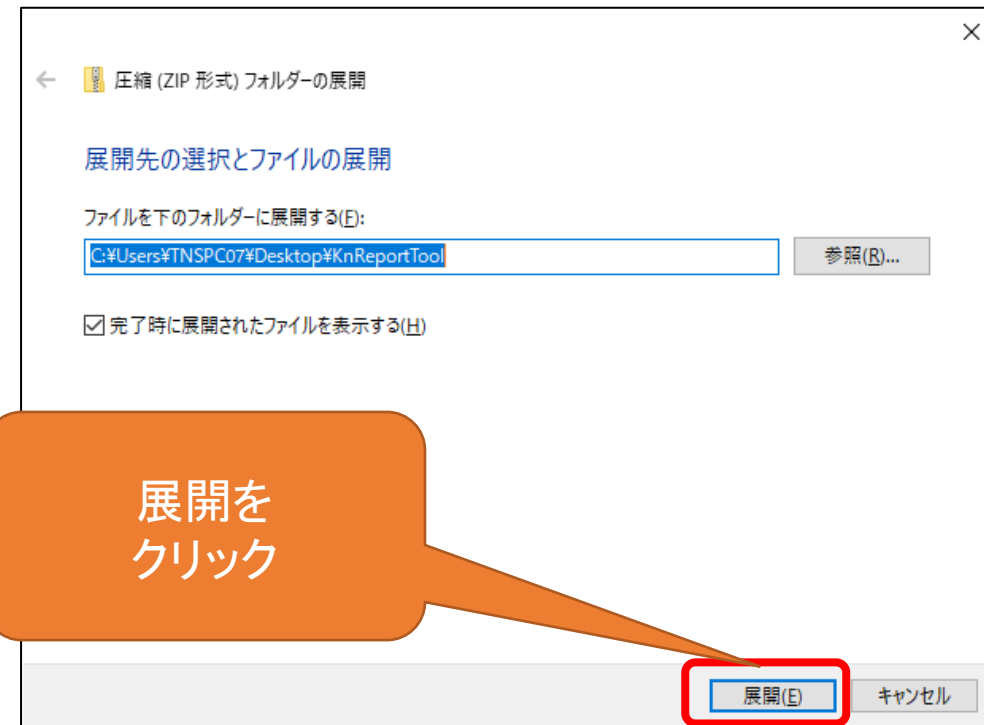 圧縮 (ZIP 形式) フォルダーの展開
展開先の選択とファイルの展開
ファイルを下のフォルダーに展開する(F):
C:¥Users¥TNSPC07¥Desktop¥KnReportTool
参照(R)...
完了時に展開されたファイルを表示する(H)
展開を
クリック
展開(E)
キャンセル